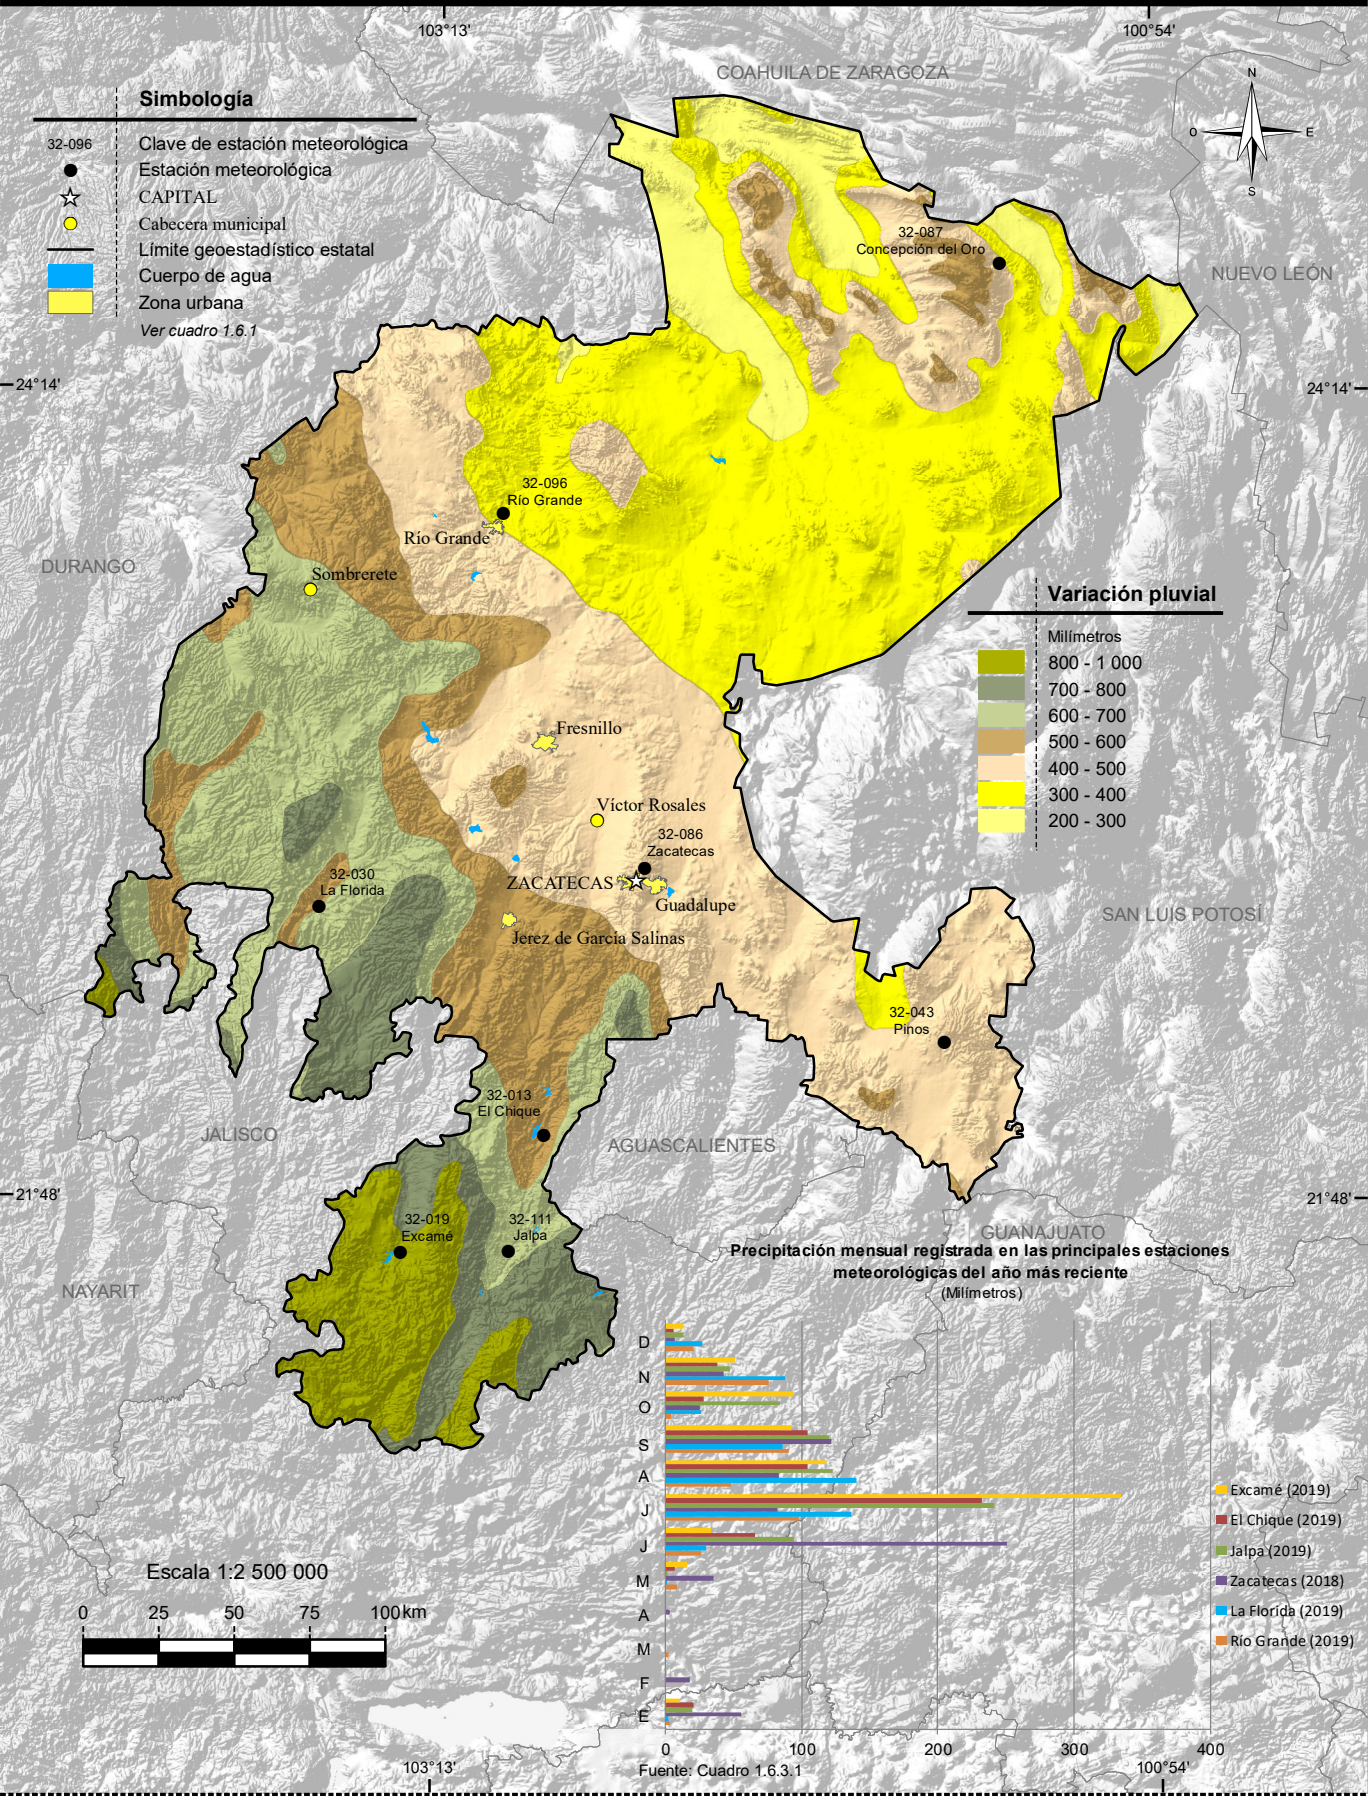 103°13'
100°54'
COAHUILA DE ZARAGOZA
N
O
E
S
Simbología
32-096
Clave de estación meteorológica
Estación meteorológica
CAPITAL
Cabecera municipal
Límite geoestadístico estatal
Cuerpo de agua
Zona urbana
Ver cuadro 1.6.1
32-087
Concepción del Oro
NUEVO LEÓN
24°14'
24°14'
32-096
Río Grande
Río Grande
DURANGO
Sombrerete
Variación pluvial
Milímetros
800 - 1 000
700 - 800
600 - 700
500 - 600
400 - 500
300 - 400
200 - 300
Fresnillo
Víctor Rosales
32-086
Zacatecas
32-030
La Florida
ZACATECAS
Guadalupe
SAN LUIS POTOSÍ
Jerez de García Salinas
32-043
Pinos
32-013
El Chique
JALISCO
AGUASCALIENTES
21°48'
21°48'
32-019
Excamé
32-111
Jalpa
GUANAJUATO
NAYARIT
Precipitación mensual registrada en las principales estaciones
meteorológicas del año más reciente
(Milímetros)
D
N
O
S
A
J
J
M
A
M
F
E
0 100 200 300 400
Excamé (2019)
El Chique (2019)
Jalpa (2019)
Zacatecas (2018)
La Florida (2019)
Río Grande (2019)
Fuente: Cuadro 1.6.3.1
Escala 1:2 500 000
0 25 50 75 100 km
103°13'
100°54'